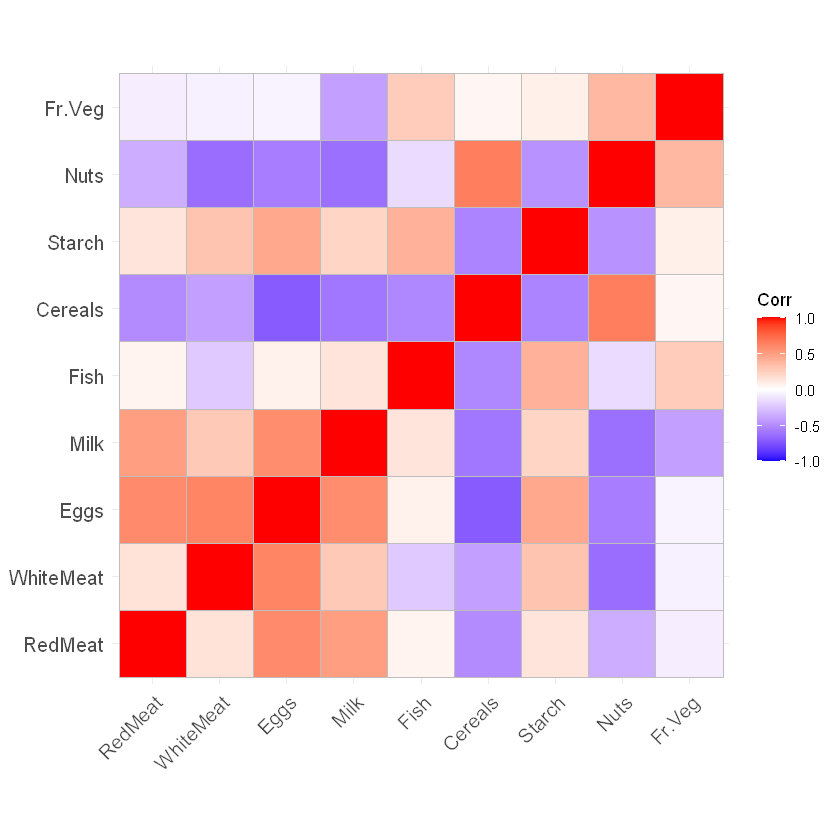 Fr.Veg
Nuts
Starch
Cereals
Fish
Milk
Eggs
WhiteMeat
RedMeat
RedMeat
WhiteMeat
Eggs
Milk
Fish
Cereals
Starch
Nuts
Fr.Veg
Corr
1.0
0.5
0.0
-0.5
-1.0